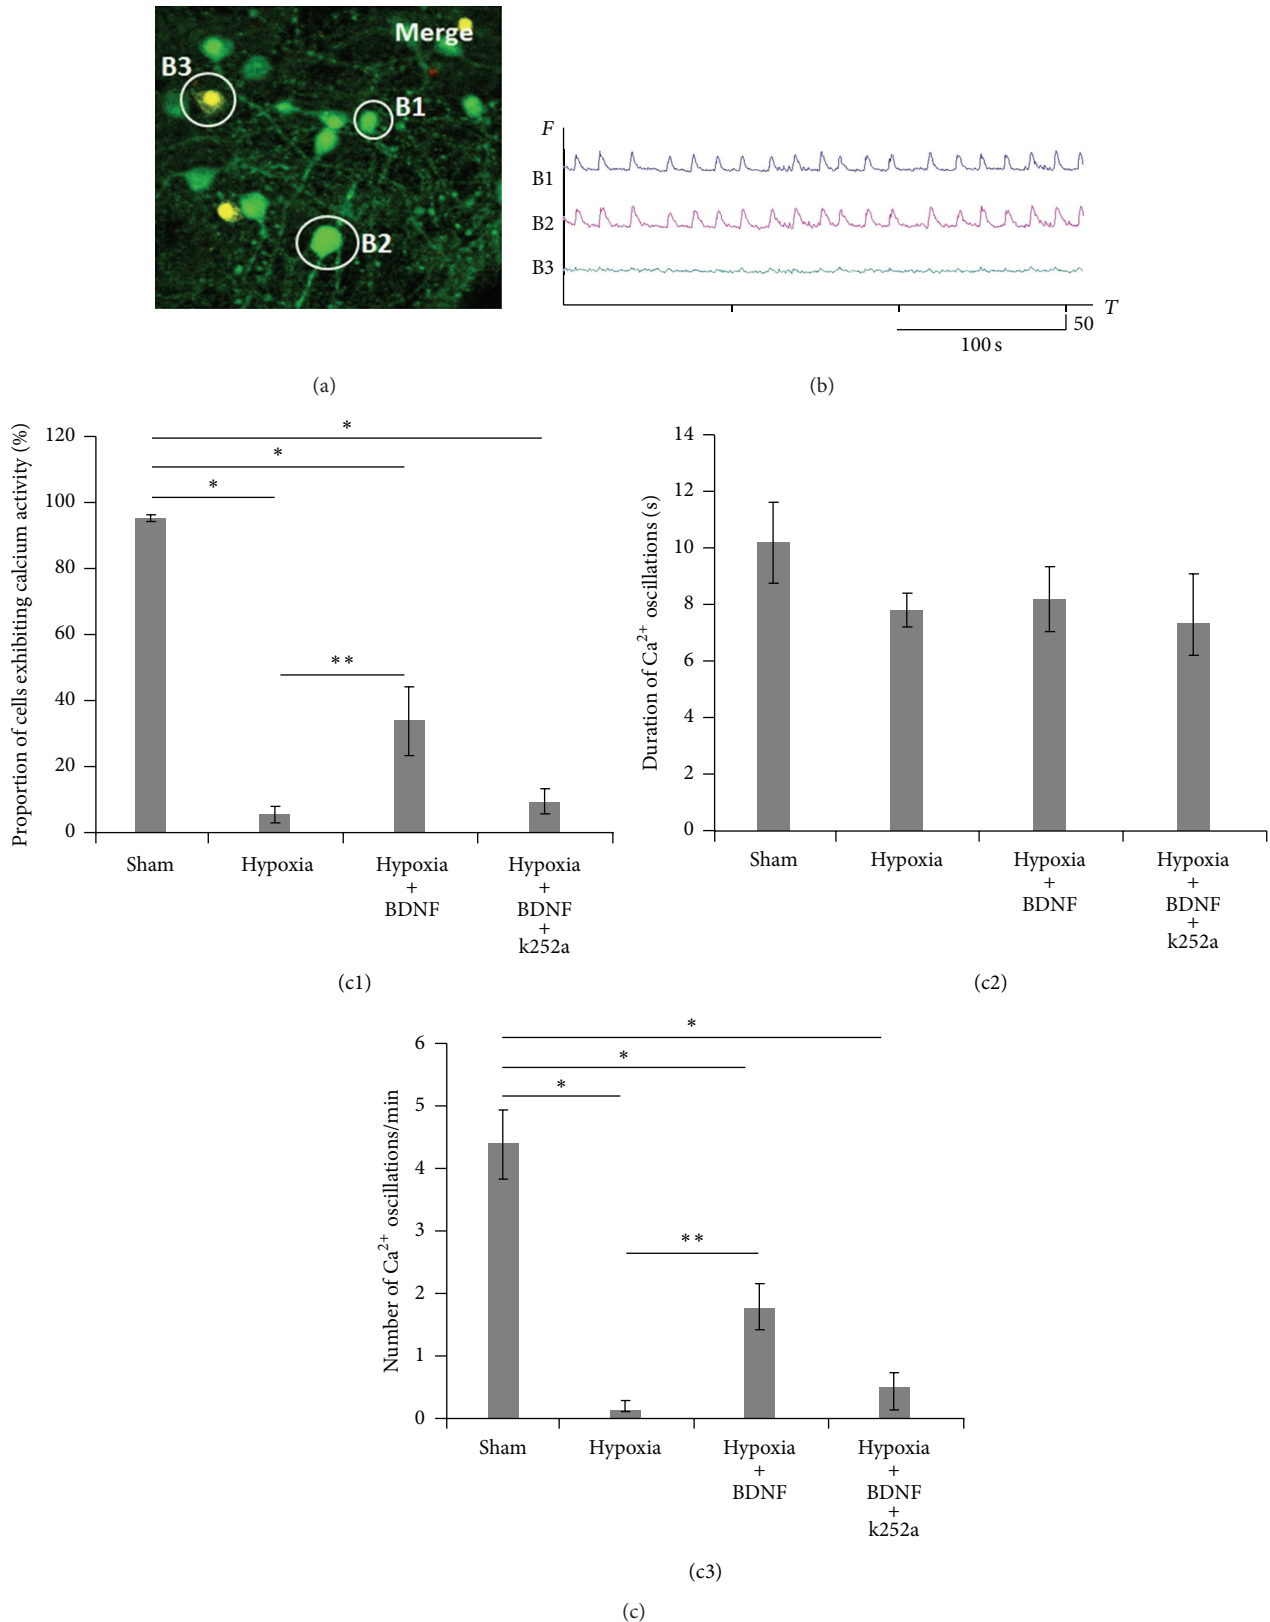 Merge
B3
B1
B2
(a)
F
B1
B2
B3
T
50
100 s
(b)
Proportion of cells exhibiting calcium activity (%)
120
100
80
60
40
20
0
*
*
*
**
Sham
Hypoxia
Hypoxia
+
BDNF
Hypoxia
+
BDNF
+
k252a
(c1)
Duration of Ca²⁺ oscillations (s)
14
12
10
8
6
4
2
0
Sham
Hypoxia
Hypoxia
+
BDNF
Hypoxia
+
BDNF
+
k252a
(c2)
Number of Ca²⁺ oscillations/min
6
5
4
3
2
1
0
*
*
*
**
Sham
Hypoxia
Hypoxia
+
BDNF
Hypoxia
+
BDNF
+
k252a
(c3)
(c)